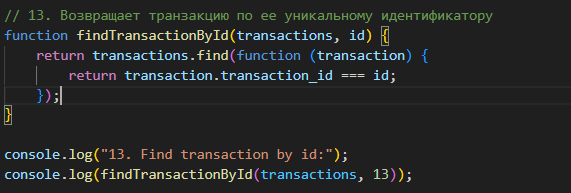 // 13. Возвращает транзакцию по ее уникальному идентификатору
function findTransactionById(transactions, id) {
    return transactions.find(function (transaction) {
        return transaction.transaction_id === id;
    });
}

console.log("13. Find transaction by id:");
console.log(findTransactionById(transactions, 13));